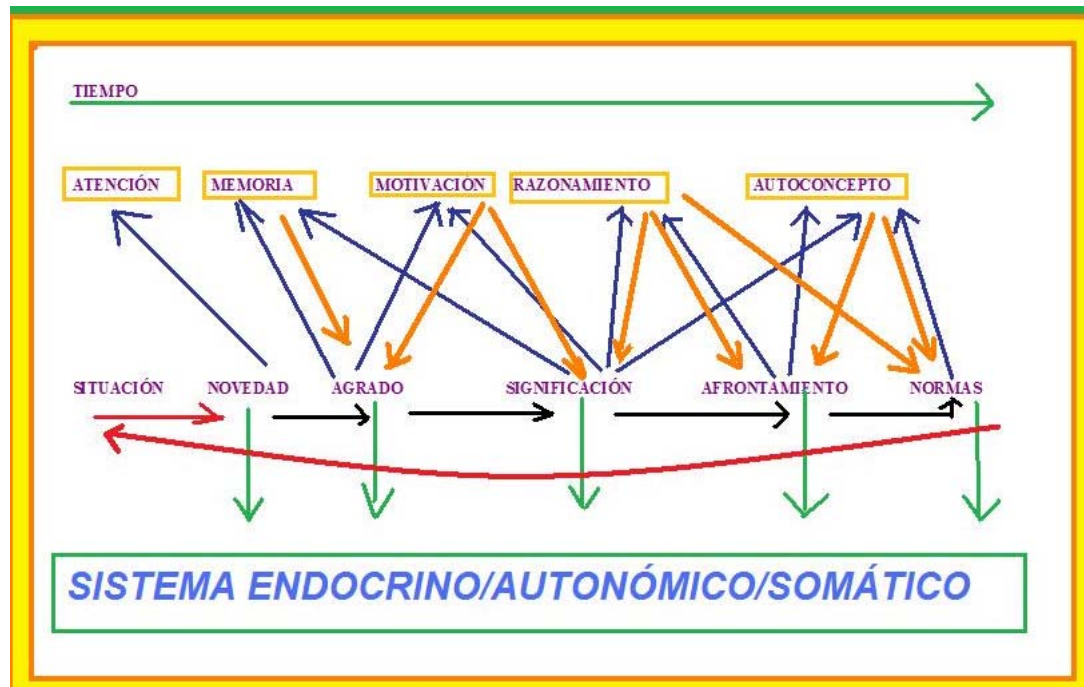 TIEMPO
ATENCIÓN MEMORIA MOTIVACIÓN RAZONAMIENTO AUTOCONCEPTO
SITUACIÓN NOVEDAD AGRADO SIGNIFICACIÓN AFRONTAMIENTO NORMAS
SISTEMA ENDOCRINO/AUTONÓMICO/SOMÁTICO